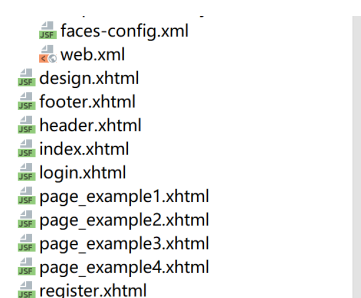 faces-config.xml
web.xml
design.xhtml
footer.xhtml
header.xhtml
index.xhtml
login.xhtml
page_example1.xhtml
page_example2.xhtml
page_example3.xhtml
page_example4.xhtml
register.xhtml